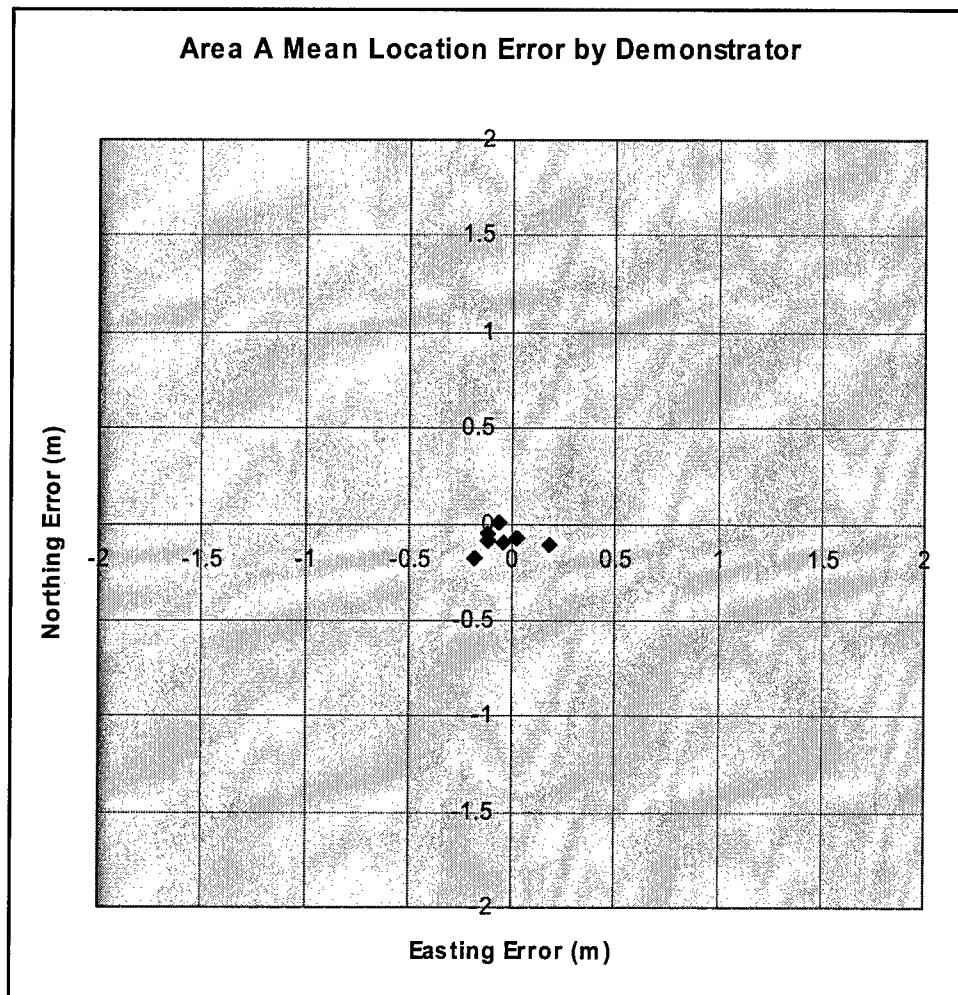 Area A Mean Location Error by Demonstrator
2
1.5
1
0.5
0
-2 -1.5 -1 -0.5 0 0.5 1 1.5 2
-0.5
-1
-1.5
-2
Northing Error (m)
Easting Error (m)